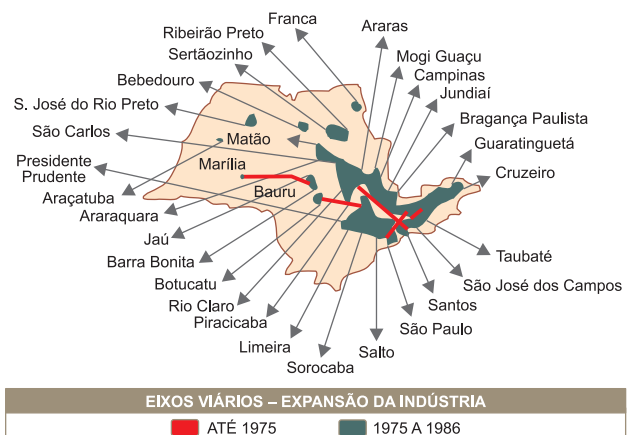 Franca
Araras
Ribeirão Preto
Sertãozinho
Mogi Guaçu
Campinas
Bebedouro
Jundiaí
S. José do Rio Preto
Bragança Paulista
São Carlos
Matão
Guaratinguetá
Presidente
Prudente
Marília
Cruzeiro
Bauru
Araçatuba
Araraquara
Jaú
Taubaté
Barra Bonita
São José dos Campos
Botucatu
Santos
Rio Claro
São Paulo
Piracicaba
Limeira
Salto
Sorocaba
EIXOS VIÁRIOS – EXPANSÃO DA INDÚSTRIA
ATÉ 1975
1975 A 1986